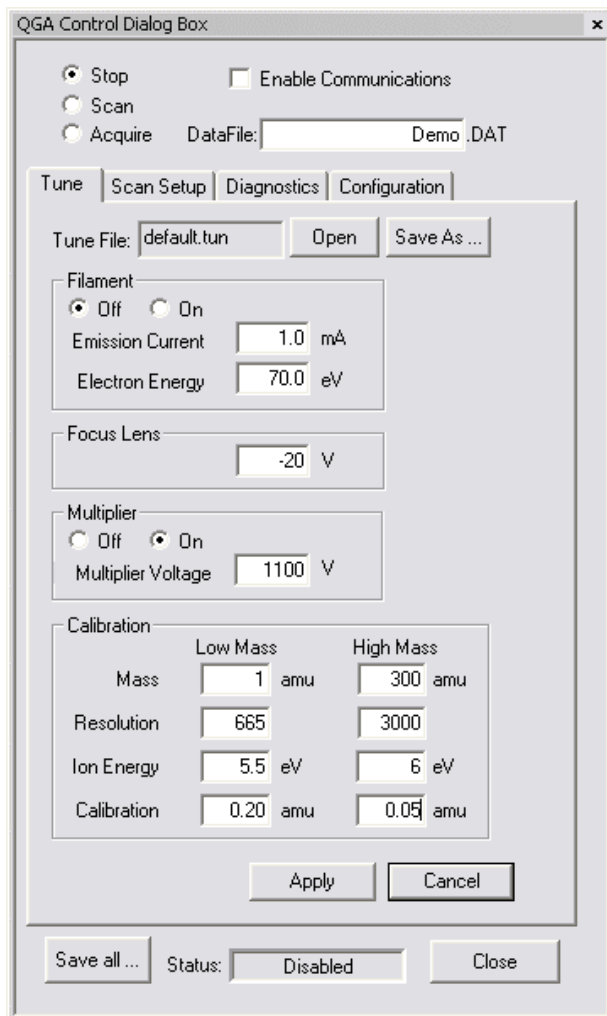 QGA Control Dialog Box ×
Stop Enable Communications
Scan
Acquire DataFile: Demo .DAT
Tune Scan Setup Diagnostics Configuration
Tune File: default.tun Open Save As ...
Filament
Off On
Emission Current 1.0 mA
Electron Energy 70.0 eV
Focus Lens
-20 V
Multiplier
Off On
Multiplier Voltage 1100 V
Calibration
Low Mass High Mass
Mass 1 amu 300 amu
Resolution 665 3000
Ion Energy 5.5 eV 6 eV
Calibration 0.20 amu 0.05 amu
Apply Cancel
Save all ... Status: Disabled Close